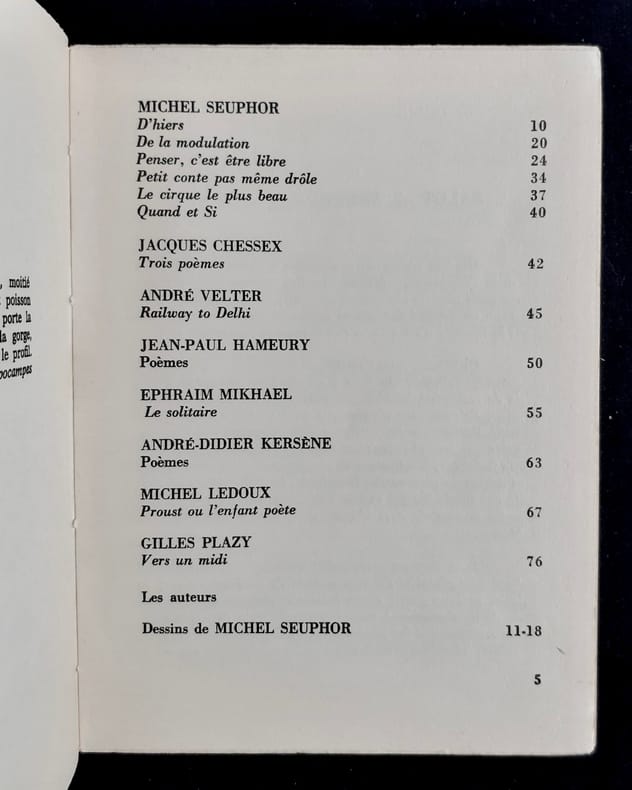 , moitié
poisson
porte la
la gorge,
le profil.
pocampes
MICHEL SEUPHOR
D'hiers 10
De la modulation 20
Penser, c'est être libre 24
Petit conte pas même drôle 34
Le cirque le plus beau 37
Quand et Si 40
JACQUES CHESSEX
Trois poèmes 42
ANDRÉ VELTER
Railway to Delhi 45
JEAN-PAUL HAMEURY
Poèmes 50
EPHRAIM MIKHAEL
Le solitaire 55
ANDRÉ-DIDIER KERSÈNE
Poèmes 63
MICHEL LEDOUX
Proust ou l'enfant poète 67
GILLES PLAZY
Vers un midi 76
Les auteurs
Dessins de MICHEL SEUPHOR 11-18
5